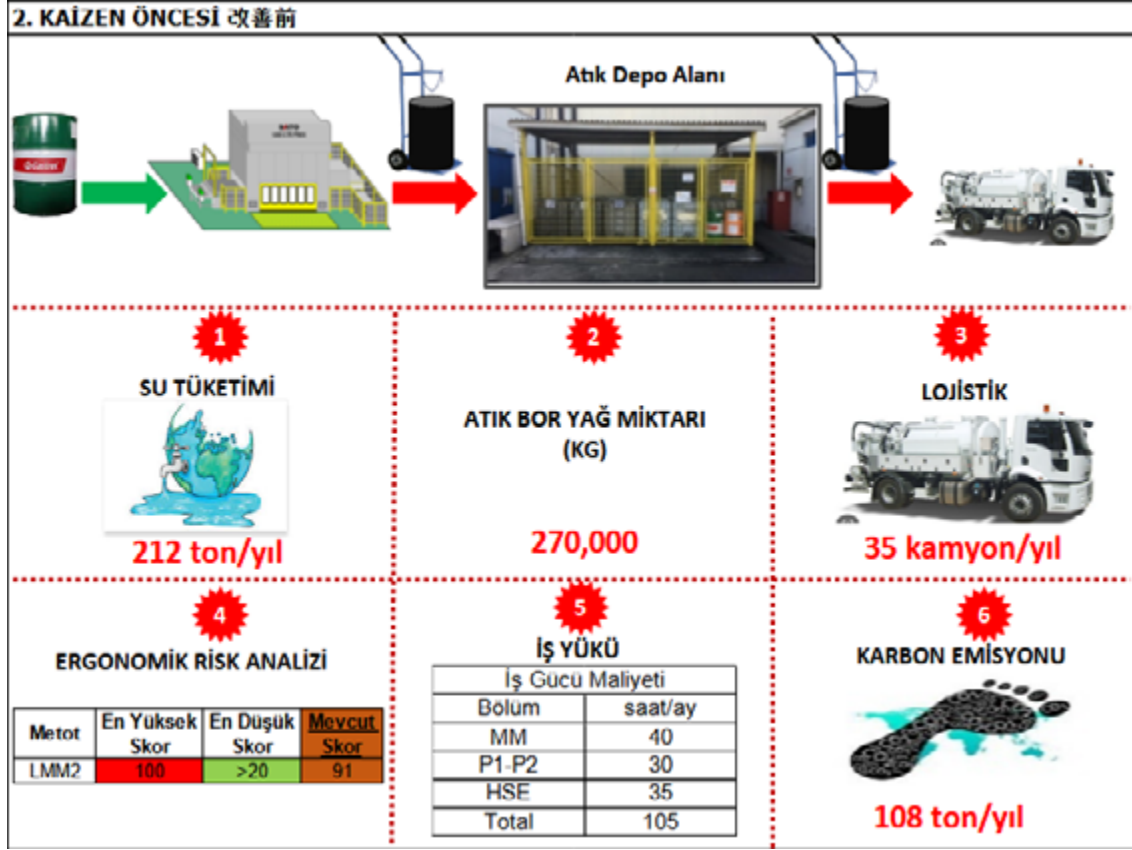 2. KAİZEN ÖNCESİ 改善前
Atık Depo Alanı
Castrol
1
SU TÜKETİMİ
212 ton/yıl
2
ATIK BOR YAĞ MİKTARI
(KG)
270,000
3
LOJİSTİK
35 kamyon/yıl
4
ERGONOMİK RİSK ANALİZİ
Metot En Yüksek Skor En Düşük Skor Mevcut Skor
LMM2 100 >20 91
5
İŞ YÜKÜ
İş Gücü Maliyeti
Bölüm saat/ay
MM 40
P1-P2 30
HSE 35
Total 105
6
KARBON EMİSYONU
108 ton/yıl